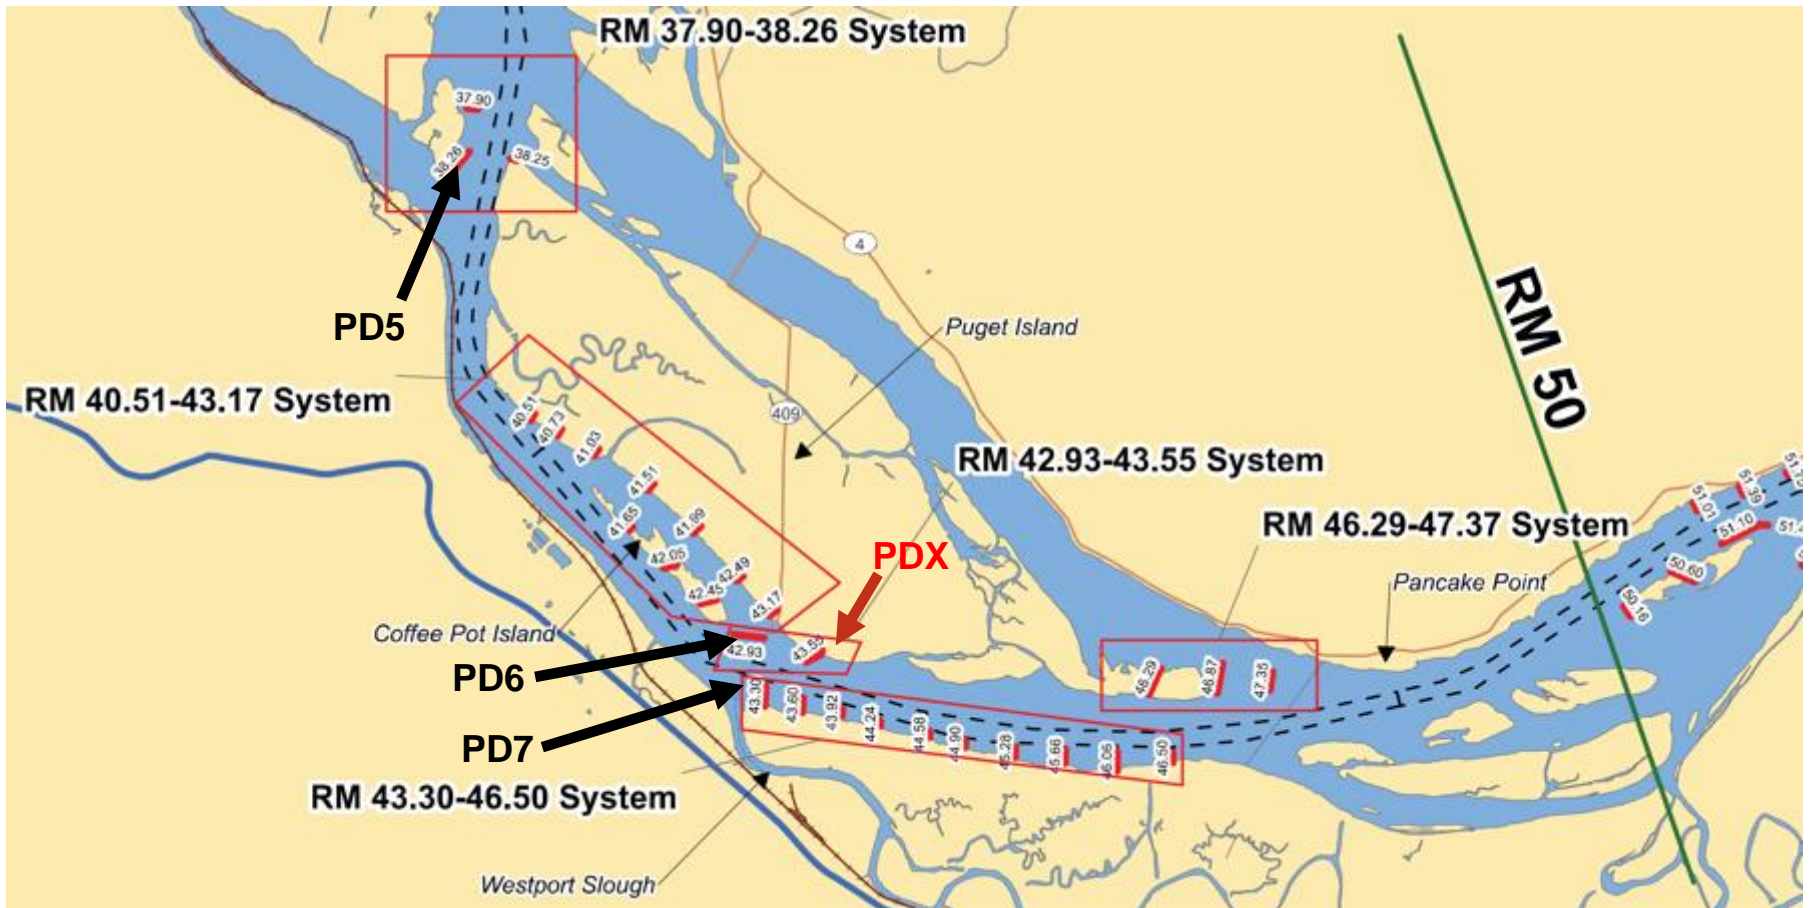 RM 37.90-38.26 System
37.90
38.26
38.25
4
PD5
Puget Island
RM 50
RM 40.51-43.17 System
40.51
40.73
41.03
409
RM 42.93-43.55 System
41.51
41.65
41.99
RM 46.29-47.37 System
51.01
51.39
51.10
PDX
42.05
42.49
42.45
Pancake Point
50.60
50.16
43.17
Coffee Pot Island
42.93
43.55
PD6
46.29
46.87
47.35
43.30
43.60
43.92
44.24
44.58
44.90
45.28
45.66
46.06
46.50
PD7
RM 43.30-46.50 System
Westport Slough